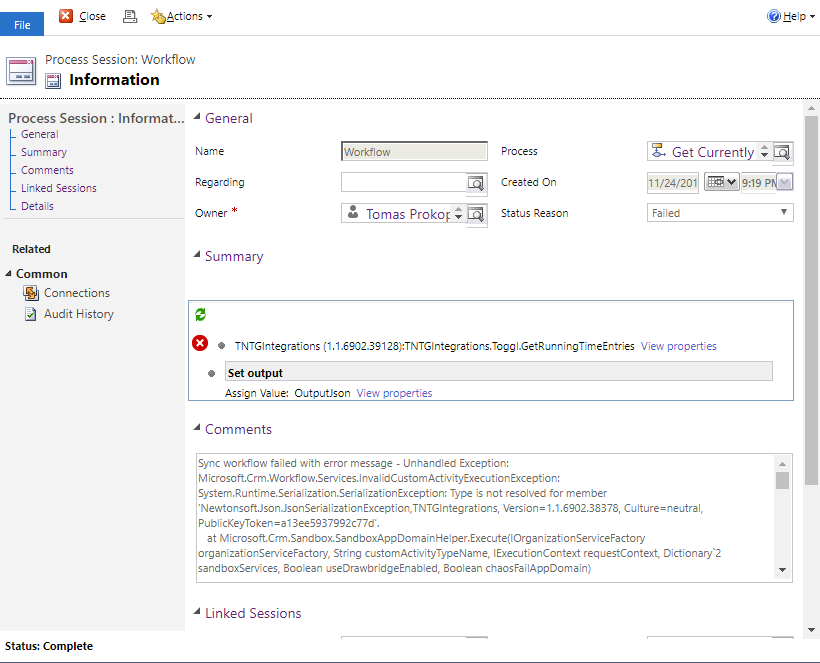 File
Close
Actions
Help
Process Session: Workflow
Information
Process Session : Informat...
General
Summary
Comments
Linked Sessions
Details
Related
Common
Connections
Audit History
General
Name Workflow Process Get Currently
Regarding Created On 11/24/201 9:19 PM
Owner * Tomas Prokop Status Reason Failed
Summary
TNTGIntegrations (1.1.6902.39128):TNTGIntegrations.Toggl.GetRunningTimeEntries View properties
Set output
Assign Value: OutputJson View properties
Comments
Sync workflow failed with error message - Unhandled Exception:
Microsoft.Crm.Workflow.Services.InvalidCustomActivityExecutionException:
System.Runtime.Serialization.SerializationException: Type is not resolved for member
'Newtonsoft.Json.JsonSerializationException,TNTGIntegrations, Version=1.1.6902.38378, Culture=neutral,
PublicKeyToken=a13ee5937992c77d'.
at Microsoft.Crm.Sandbox.SandboxAppDomainHelper.Execute(IOrganizationServiceFactory
organizationServiceFactory, String customActivityTypeName, IExecutionContext requestContext, Dictionary`2
sandboxServices, Boolean useDrawbridgeEnabled, Boolean chaosFailAppDomain)
Linked Sessions
Status: Complete